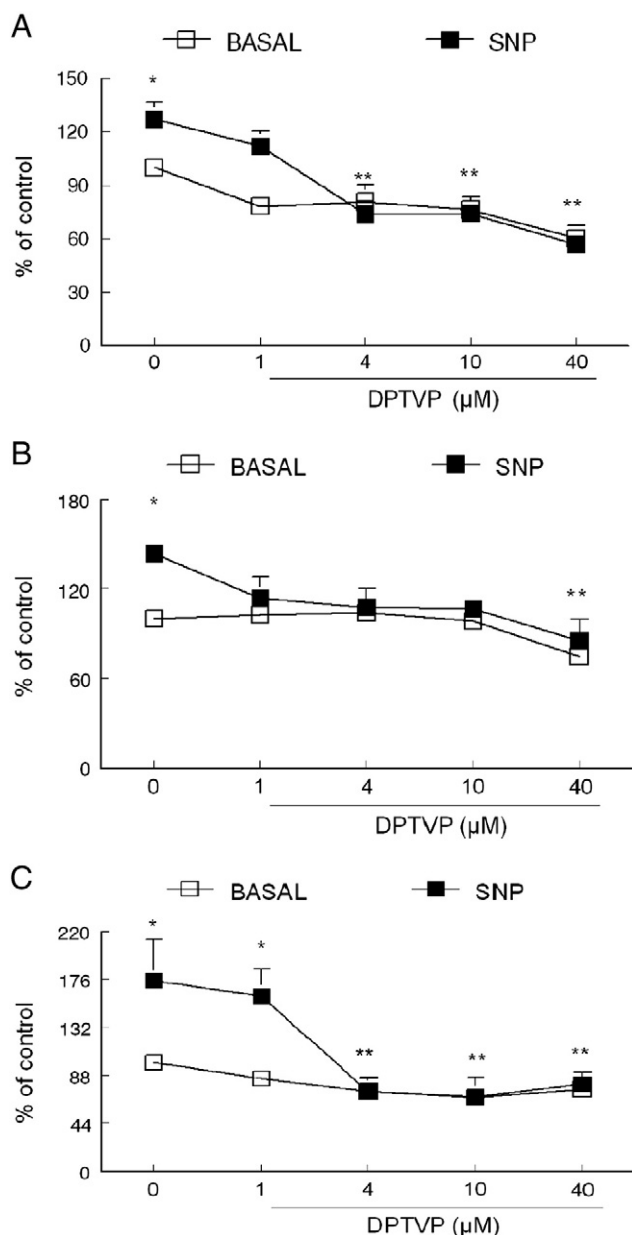 A
BASAL SNP
150
120
90
60
30
0
% of control
*
**
**
**
0 1 4 10 40
DPTVP (µM)
B
BASAL SNP
180
120
60
0
% of control
*
**
0 1 4 10 40
DPTVP (µM)
C
BASAL SNP
220
176
132
88
44
0
% of control
*
*
**
**
**
0 1 4 10 40
DPTVP (µM)